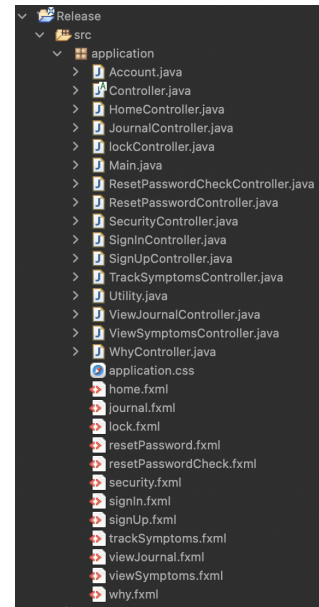 Release
src
application
Account.java
Controller.java
HomeController.java
JournalController.java
lockController.java
Main.java
ResetPasswordCheckController.java
ResetPasswordController.java
SecurityController.java
SignInController.java
SignUpController.java
TrackSymptomsController.java
Utility.java
ViewJournalController.java
ViewSymptomsController.java
WhyController.java
application.css
home.fxml
journal.fxml
lock.fxml
resetPassword.fxml
resetPasswordCheck.fxml
security.fxml
signIn.fxml
signUp.fxml
trackSymptoms.fxml
viewJournal.fxml
viewSymptoms.fxml
why.fxml